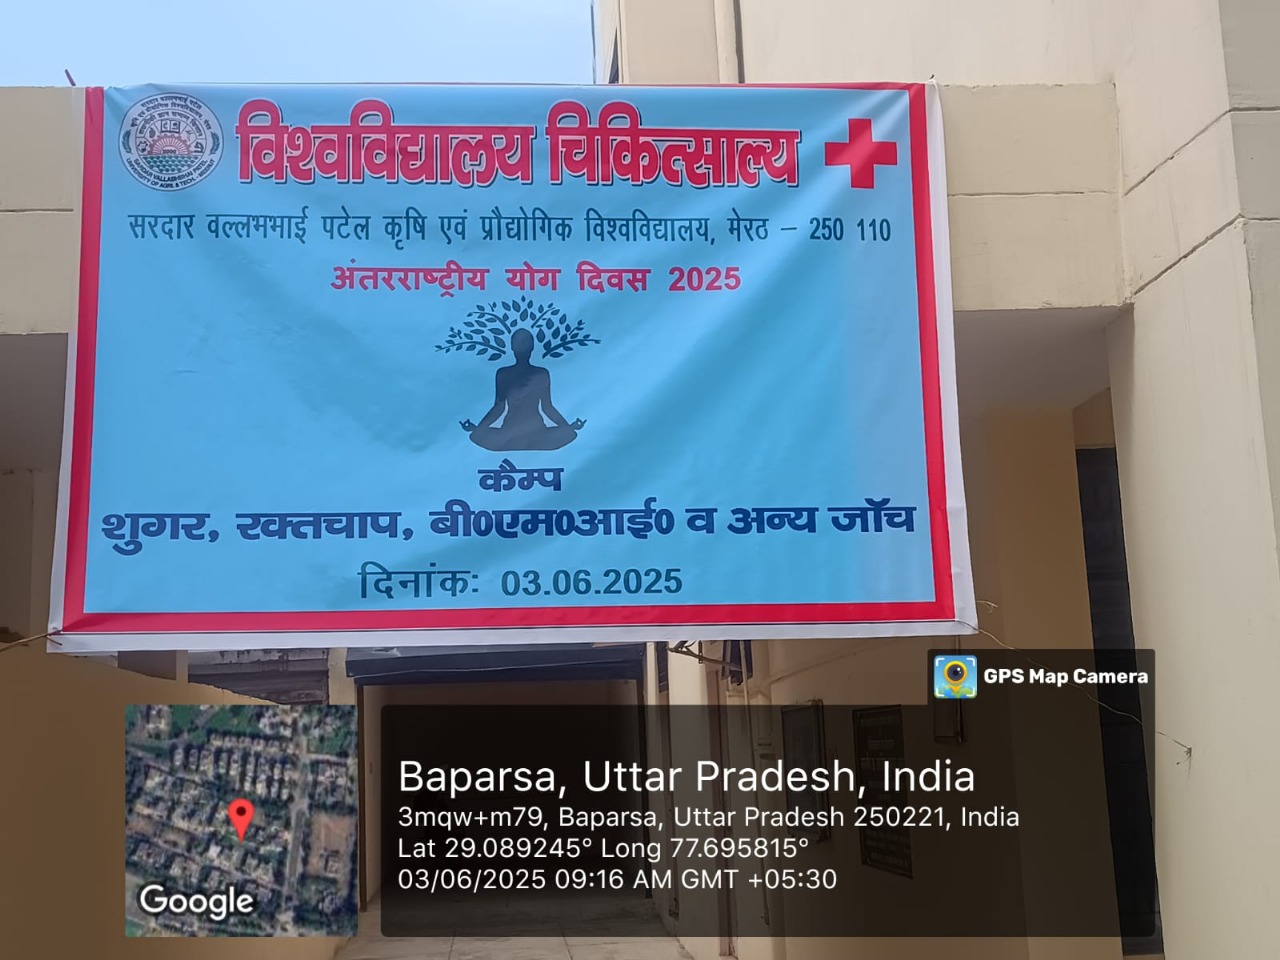 विश्वविद्यालय चिकित्साल्य
सरदार वल्लभभाई पटेल कृषि एवं प्रौद्योगिक विश्वविद्यालय, मेरठ – 250 110
अंतरराष्ट्रीय योग दिवस 2025
कैम्प
शुगर, रक्तचाप, बी0एम0आई0 व अन्य जॉच
दिनांकः 03.06.2025
GPS Map Camera
Baparsa, Uttar Pradesh, India
3mqw+m79, Baparsa, Uttar Pradesh 250221, India
Lat 29.089245° Long 77.695815°
03/06/2025 09:16 AM GMT +05:30
Google